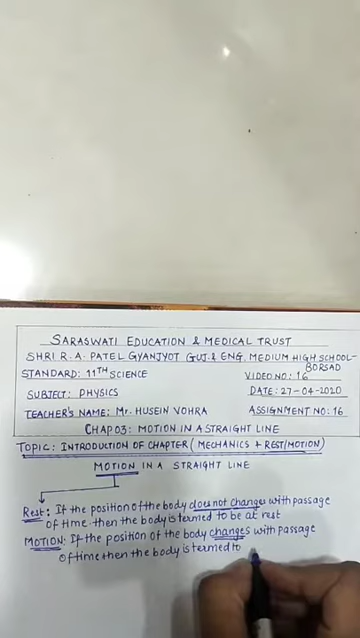 SARASWATI EDUCATION & MEDICAL TRUST
SHRI R. A. PATEL GYANJYOT GUJ. & ENG. MEDIUM HIGH SCHOOL-
BORSAD
STANDARD: 11TH SCIENCE
VIDEO NO: 16
SUBJECT: PHYSICS
DATE: 27-04-2020
TEACHER'S NAME: Mr. HUSEIN VOHRA
ASSIGNMENT NO: 16
CHAP 03: MOTION IN A STRAIGHT LINE
TOPIC: INTRODUCTION OF CHAPTER (MECHANICS + REST/MOTION)
MOTION IN A STRAIGHT LINE
Rest: If the position of the body does not changes with passage
of time then the body is termed to be at rest
MOTION: If the position of the body changes with passage
of time then the body is termed to